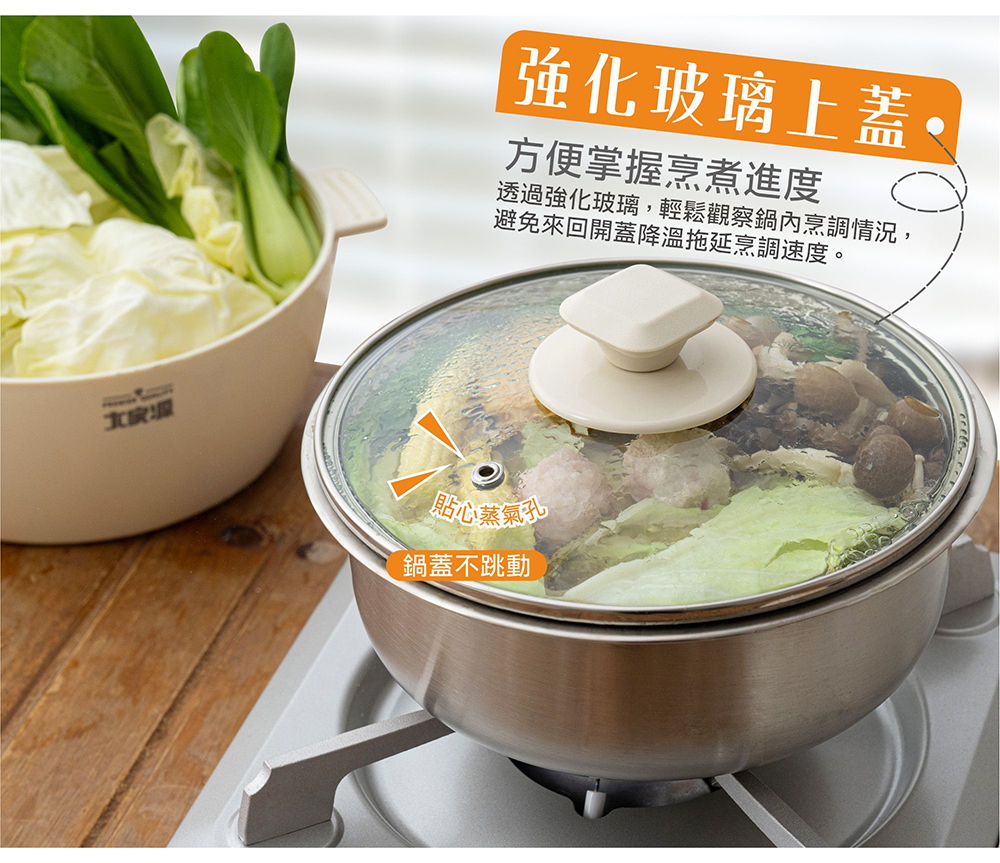 強化玻璃上蓋
方便掌握烹煮進度
透過強化玻璃，輕鬆觀察鍋內烹調情況，
避免來回開蓋降溫拖延烹調速度。
貼心蒸氣孔
鍋蓋不跳動
大家源